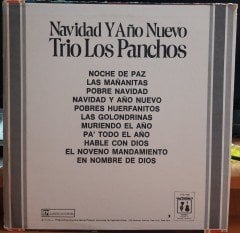 Navidad Y Año Nuevo
Trio Los Panchos
NOCHE DE PAZ
LAS MAÑANITAS
POBRE NAVIDAD
NAVIDAD Y AÑO NUEVO
POBRES HUERFANITOS
LAS GOLONDRINAS
MURIENDO EL AÑO
PA' TODO EL AÑO
HABLE CON DIOS
EL NOVENO MANDAMIENTO
EN NOMBRE DE DIOS